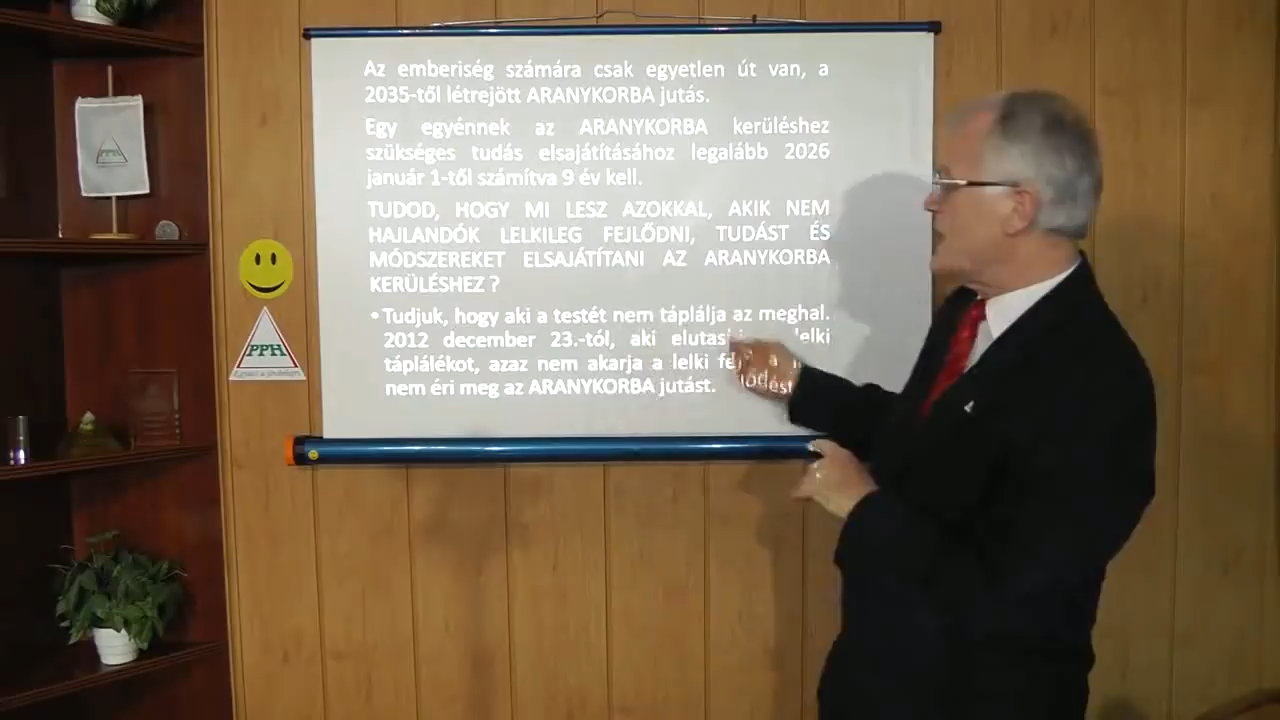 Az emberiség számára csak egyetlen út van, a
2035-től létrejött ARANYKORBA jutás.
Egy egyénnek az ARANYKORBA kerüléshez
szükséges tudás elsajátításához legalább 2026
január 1-től számítva 9 év kell.
TUDOD, HOGY MI LESZ AZOKKAL, AKIK NEM
HAJLANDÓK LELKILEG FEJLŐDNI, TUDÁST ÉS
MÓDSZEREKET ELSAJÁTÍTANI AZ ARANYKORBA
KERÜLÉSHEZ ?
• Tudjuk, hogy aki a testét nem táplálja az meghal.
2012 december 23.-tól, aki lelki
táplálékot, azaz nem akarja a lelki
nem éri meg az ARANYKORBA jutást.
PPH
PPH